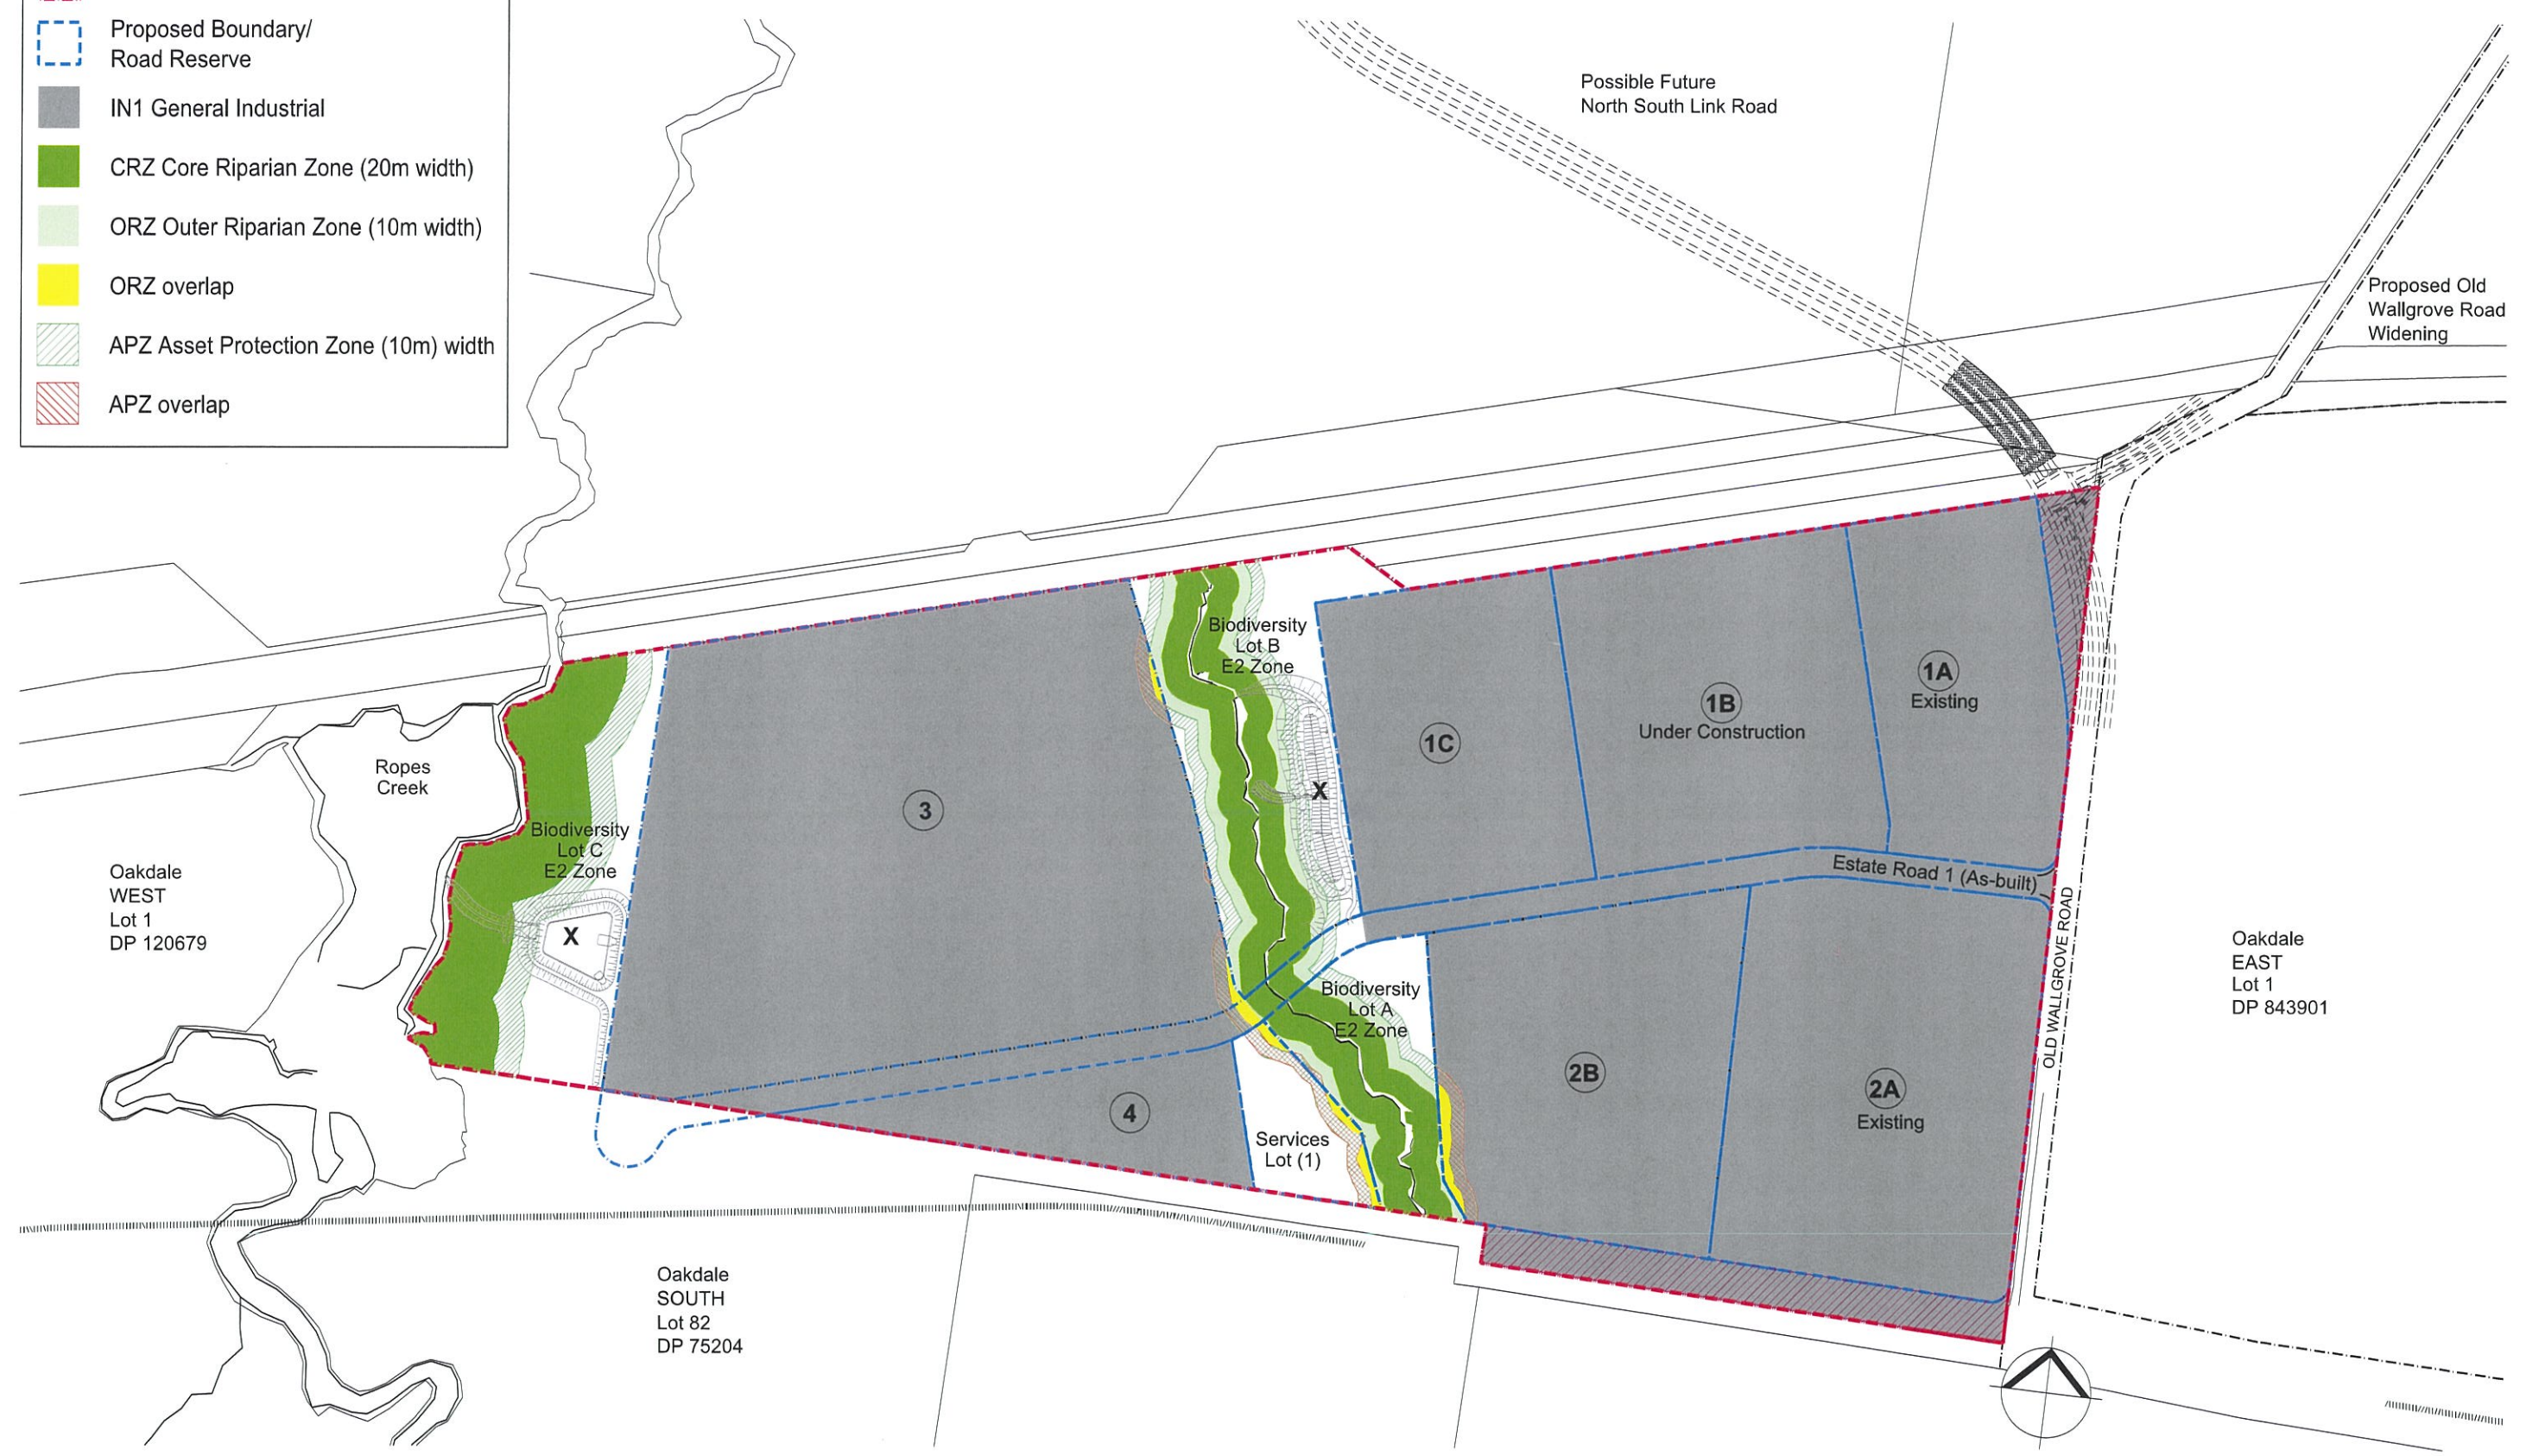 Proposed Boundary/
Road Reserve
IN1 General Industrial
CRZ Core Riparian Zone (20m width)
ORZ Outer Riparian Zone (10m width)
ORZ overlap
APZ Asset Protection Zone (10m) width
APZ overlap
Possible Future
North South Link Road
Proposed Old
Wallgrove Road
Widening
Biodiversity
Lot B
E2 Zone
1A
Existing
1B
Under Construction
1C
X
3
Ropes
Creek
Biodiversity
Lot C
E2 Zone
X
Oakdale
WEST
Lot 1
DP 120679
Estate Road 1 (As-built)
OLD WALLGROVE ROAD
Oakdale
EAST
Lot 1
DP 843901
Biodiversity
Lot A
E2 Zone
2B
2A
Existing
4
Services
Lot (1)
Oakdale
SOUTH
Lot 82
DP 75204